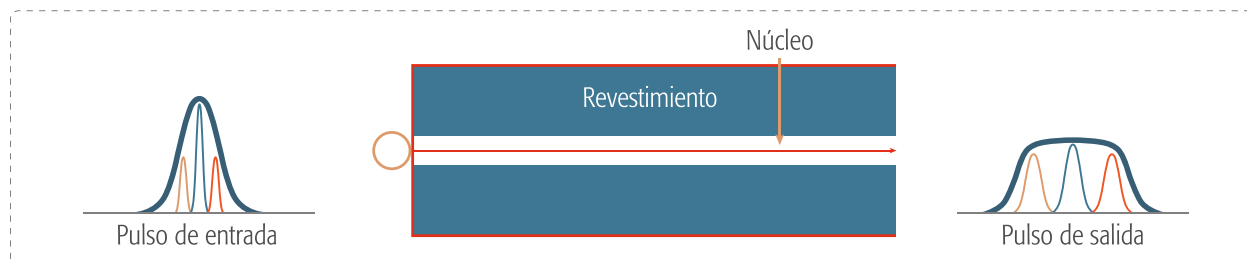 Núcleo
Revestimiento
Pulso de entrada
Pulso de salida